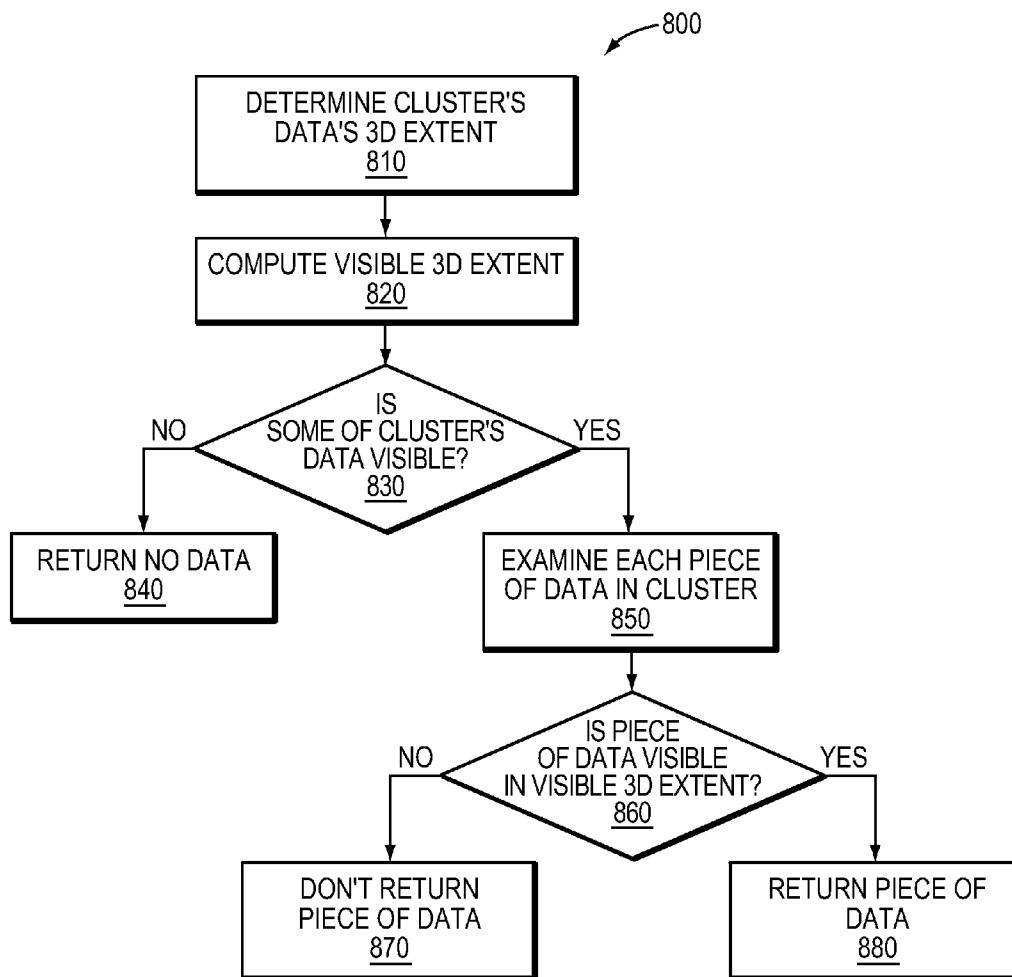 800
DETERMINE CLUSTER'S
DATA'S 3D EXTENT
810
COMPUTE VISIBLE 3D EXTENT
820
IS
SOME OF CLUSTER'S
DATA VISIBLE?
830
NO
YES
RETURN NO DATA
840
EXAMINE EACH PIECE
OF DATA IN CLUSTER
850
IS PIECE
OF DATA VISIBLE
IN VISIBLE 3D EXTENT?
860
NO
YES
DON'T RETURN
PIECE OF DATA
870
RETURN PIECE OF
DATA
880